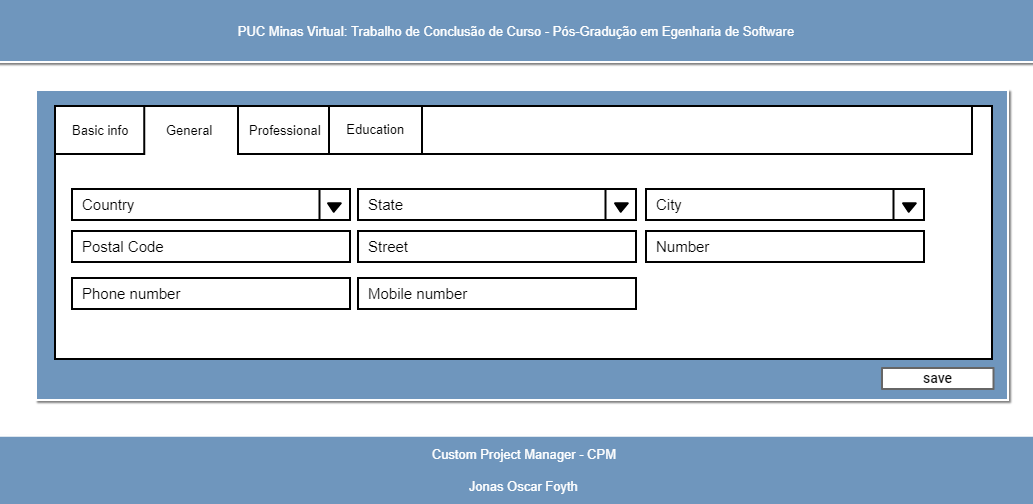 PUC Minas Virtual: Trabalho de Conclusão de Curso - Pós-Gradução em Egenharia de Software
Basic info
General
Professional
Education
Country
State
City
Postal Code
Street
Number
Phone number
Mobile number
save
Custom Project Manager - CPM
Jonas Oscar Foyth